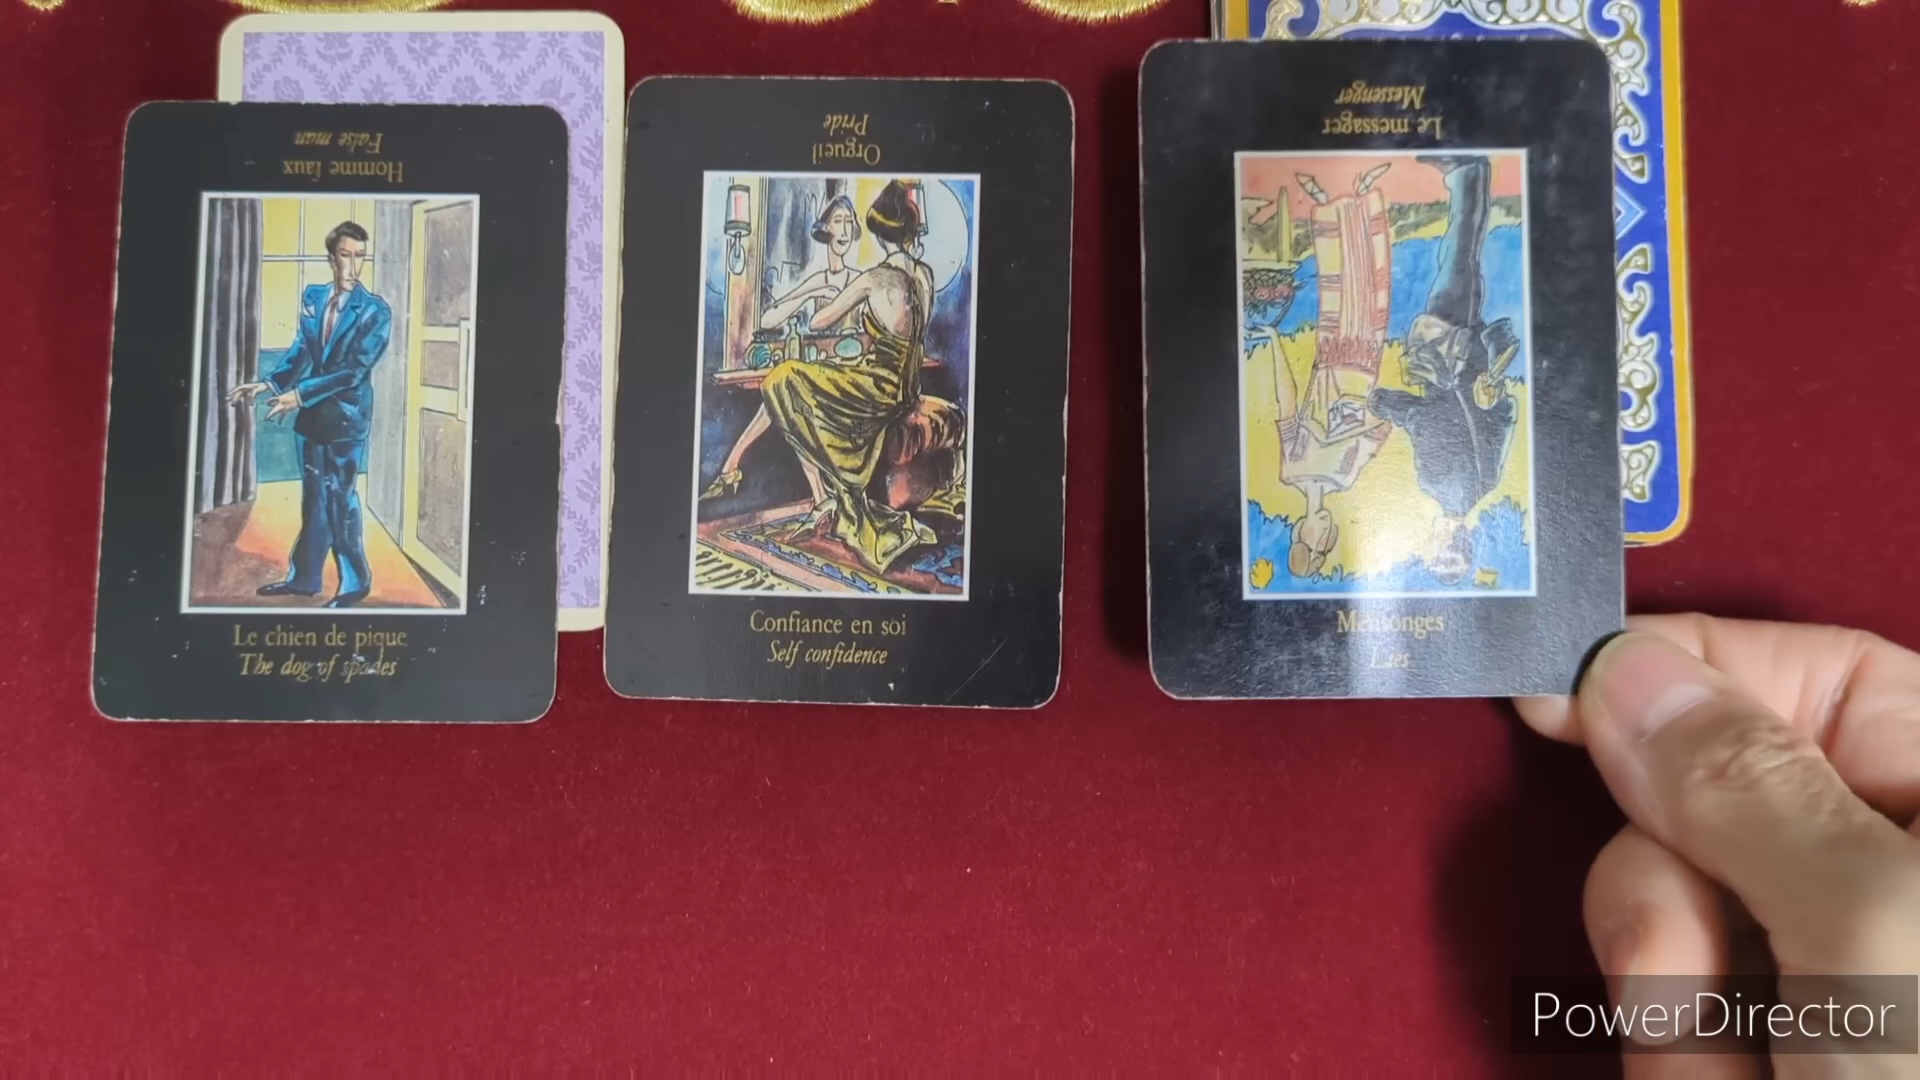 False man
Homme faux
Le chien de pique
The dog of spades
Pride
Orgueil
Confiance en soi
Self confidence
Messenger
Le messager
Mensonges
Lies
PowerDirector